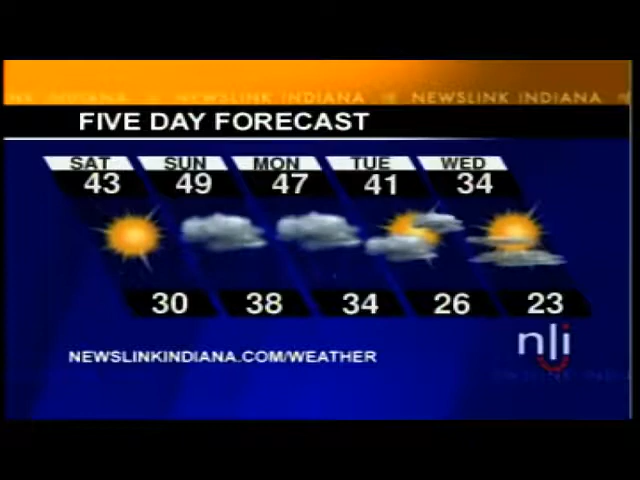 NEWSLINK INDIANA NEWSLINK INDIANA
FIVE DAY FORECAST
SAT SUN MON TUE WED
43 49 47 41 34
30 38 34 26 23
nli
NEWSLINKINDIANA.COM/WEATHER